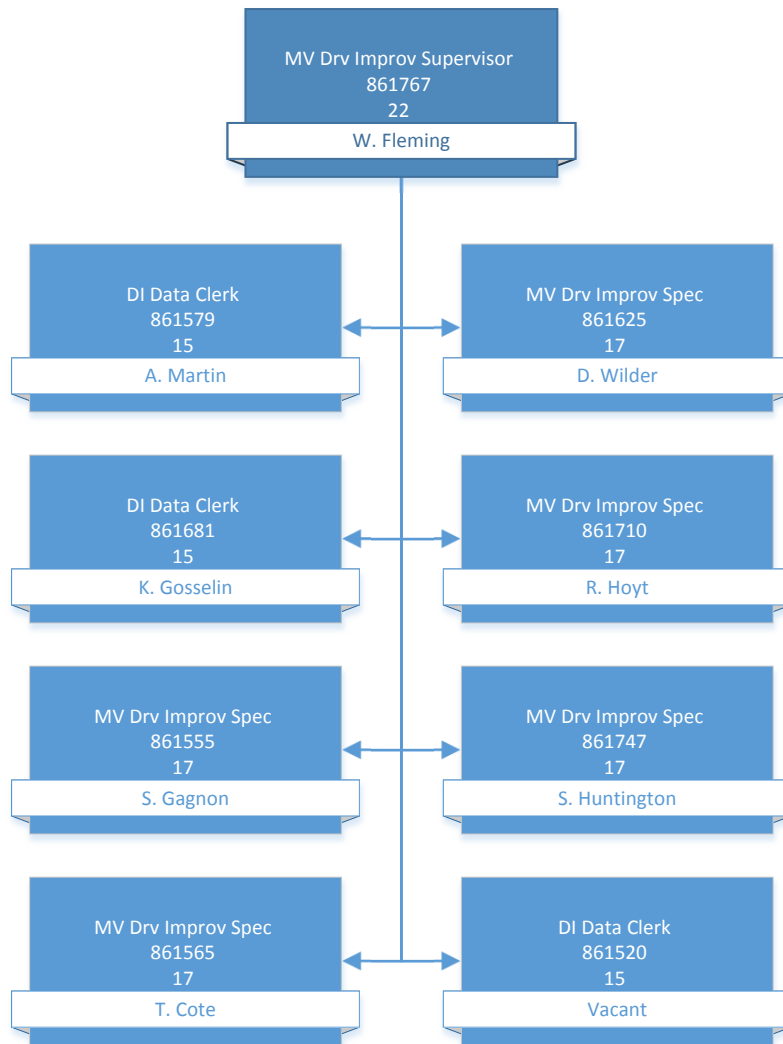 MV Drv Improv Supervisor
861767
22
W. Fleming
DI Data Clerk
861579
15
A. Martin
MV Drv Improv Spec
861625
17
D. Wilder
DI Data Clerk
861681
15
K. Gosselin
MV Drv Improv Spec
861710
17
R. Hoyt
MV Drv Improv Spec
861555
17
S. Gagnon
MV Drv Improv Spec
861747
17
S. Huntington
MV Drv Improv Spec
861565
17
T. Cote
DI Data Clerk
861520
15
Vacant